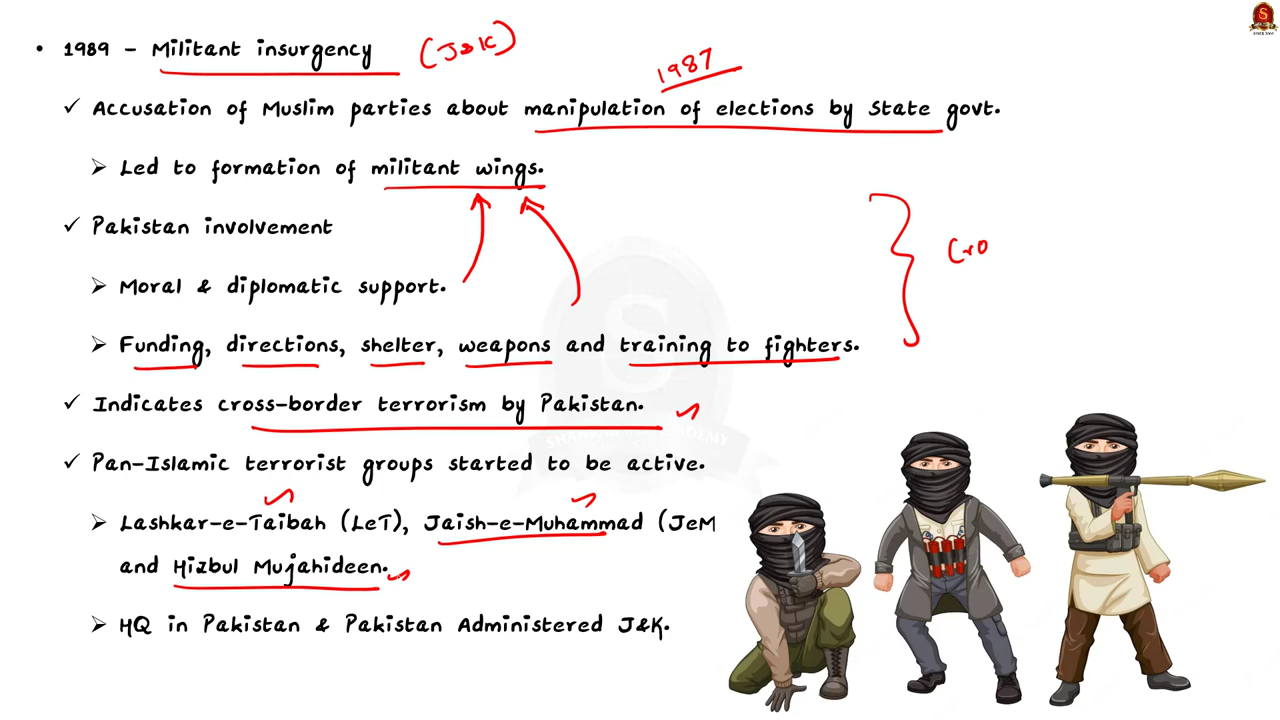 • 1989 - Militant insurgency (J&K)
1987
✓ Accusation of Muslim parties about manipulation of elections by State govt.
➢ Led to formation of militant wings.
✓ Pakistan involvement
Cro
➢ Moral & diplomatic support.
➢ Funding, directions, shelter, weapons and training to fighters.
✓ Indicates cross-border terrorism by Pakistan.
✓ Pan-Islamic terrorist groups started to be active.
➢ Lashkar-e-Taibah (LeT), Jaish-e-Muhammad (JeM
and Hizbul Mujahideen.
➢ HQ in Pakistan & Pakistan Administered J&K.